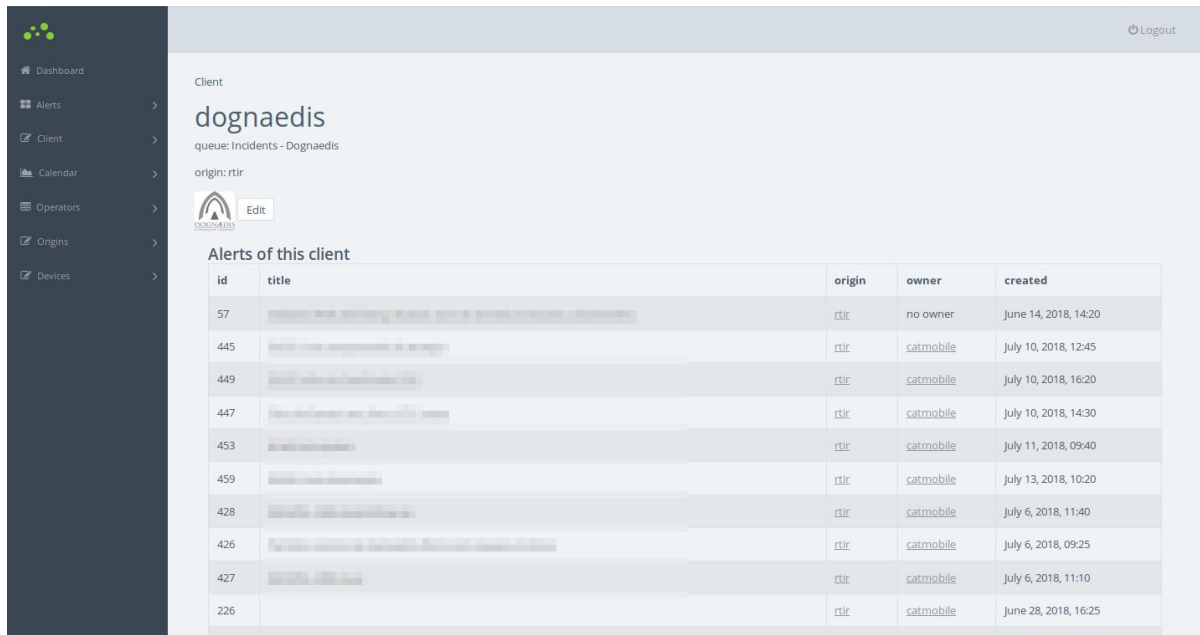 Logout
Dashboard
Alerts
Client
Calendar
Operators
Origins
Devices
Client
dognaedis
queue: Incidents - Dognaedis
origin: rtir
DOGNÆDIS
Edit
Alerts of this client
id title origin owner created
57 rtir no owner June 14, 2018, 14:20
445 rtir catmobile July 10, 2018, 12:45
449 rtir catmobile July 10, 2018, 16:20
447 rtir catmobile July 10, 2018, 14:30
453 rtir catmobile July 11, 2018, 09:40
459 rtir catmobile July 13, 2018, 10:20
428 rtir catmobile July 6, 2018, 11:40
426 rtir catmobile July 6, 2018, 09:25
427 rtir catmobile July 6, 2018, 11:10
226 rtir catmobile June 28, 2018, 16:25